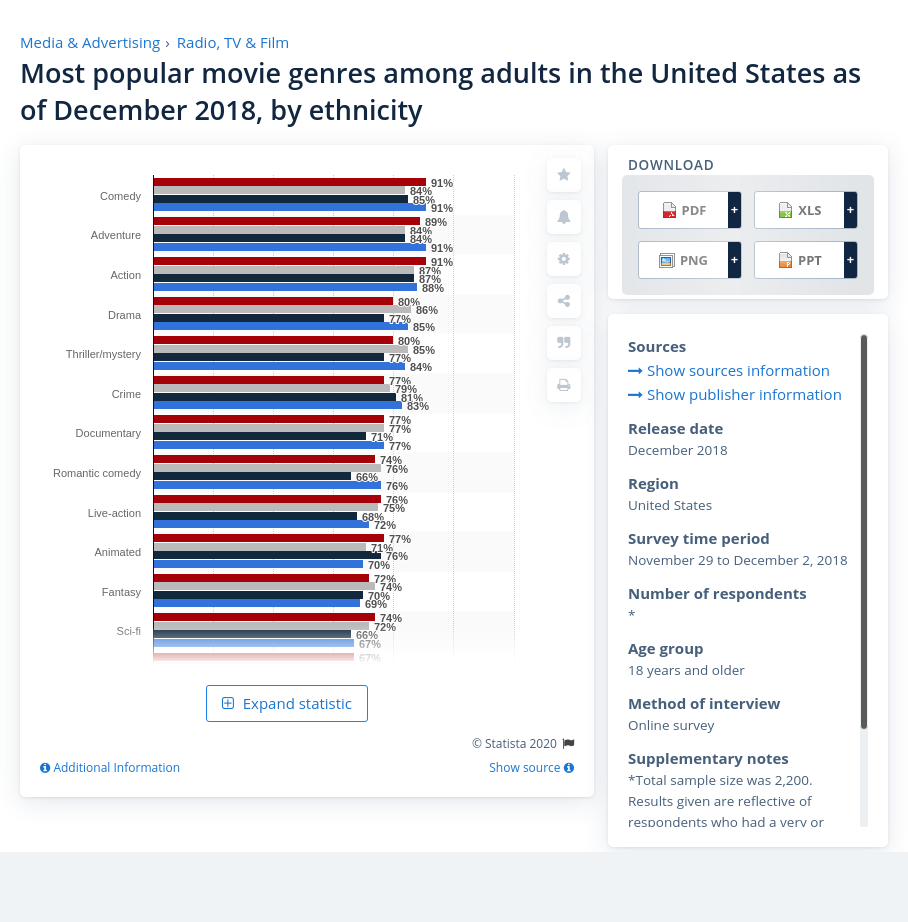 Media & Advertising › Radio, TV & Film
Most popular movie genres among adults in the United States as
of December 2018, by ethnicity
Comedy
91%
84%
85%
91%
Adventure
89%
84%
84%
91%
Action
91%
87%
87%
88%
Drama
80%
86%
77%
85%
Thriller/mystery
80%
85%
77%
84%
Crime
77%
79%
81%
83%
Documentary
77%
77%
71%
77%
Romantic comedy
74%
76%
66%
76%
Live-action
76%
75%
68%
72%
Animated
77%
71%
76%
70%
Fantasy
72%
74%
70%
69%
Sci-fi
74%
72%
66%
67%
67%
+ Expand statistic
© Statista 2020
Additional Information
Show source
DOWNLOAD
PDF +
XLS +
PNG +
PPT +
Sources
Show sources information
Show publisher information
Release date
December 2018
Region
United States
Survey time period
November 29 to December 2, 2018
Number of respondents
*
Age group
18 years and older
Method of interview
Online survey
Supplementary notes
*Total sample size was 2,200.
Results given are reflective of
respondents who had a very or